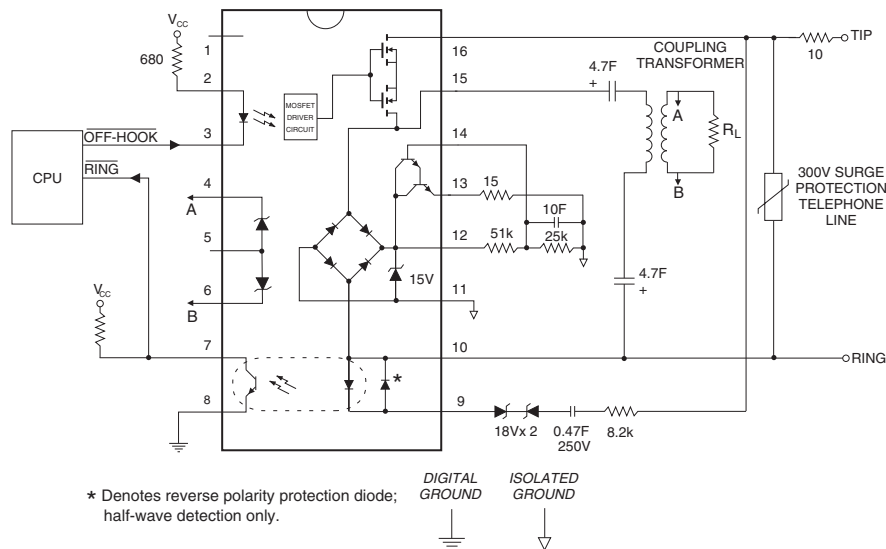 VCC
680
1
2
3
4
5
6
7
8
16
15
14
13
12
11
10
9
MOSFET
DRIVER
CIRCUIT
CPU
OFF-HOOK
RING
A
B
VCC
15V
*
15
10F
51k
25k
4.7F
+
COUPLING
TRANSFORMER
A
B
RL
4.7F
+
10
TIP
300V SURGE
PROTECTION
TELEPHONE
LINE
RING
18Vx 2
0.47F
250V
8.2k
* Denotes reverse polarity protection diode;
half-wave detection only.
DIGITAL
GROUND
ISOLATED
GROUND